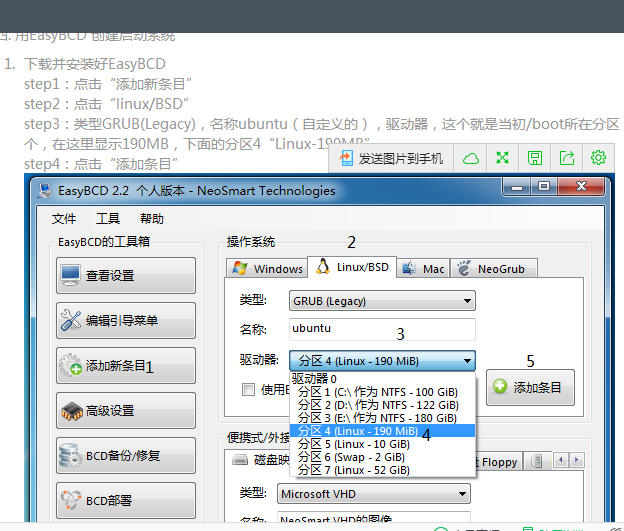 四. 用EasyBCD 创建启动系统
1. 下载并安装好EasyBCD
step1：点击“添加新条目”
step2：点击“linux/BSD”
step3：类型GRUB(Legacy)，名称ubuntu（自定义的），驱动器，这个就是当初/boot所在分区
个，在这里显示190MB，下面的分区4“Linux-190MB”
step4：点击“添加条目”
发送图片到手机
EasyBCD 2.2 个人版本 - NeoSmart Technologies
文件 工具 帮助
EasyBCD的工具箱
查看设置
编辑引导菜单
添加新条目1
高级设置
BCD备份/修复
BCD部署
操作系统
2
Windows Linux/BSD Mac NeoGrub
类型: GRUB (Legacy)
名称: ubuntu
3
驱动器: 分区 4 (Linux - 190 MiB)
5
添加条目
使用E
驱动器 0
分区 1 (C:\ 作为 NTFS - 100 GiB)
分区 2 (D:\ 作为 NTFS - 122 GiB)
分区 3 (E:\ 作为 NTFS - 180 GiB)
分区 4 (Linux - 190 MiB)
4
分区 5 (Linux - 10 GiB)
分区 6 (Swap - 2 GiB)
分区 7 (Linux - 52 GiB)
便携式/外接
磁盘映 Floppy
类型: Microsoft VHD
名称: NeoSmart VHD的图像